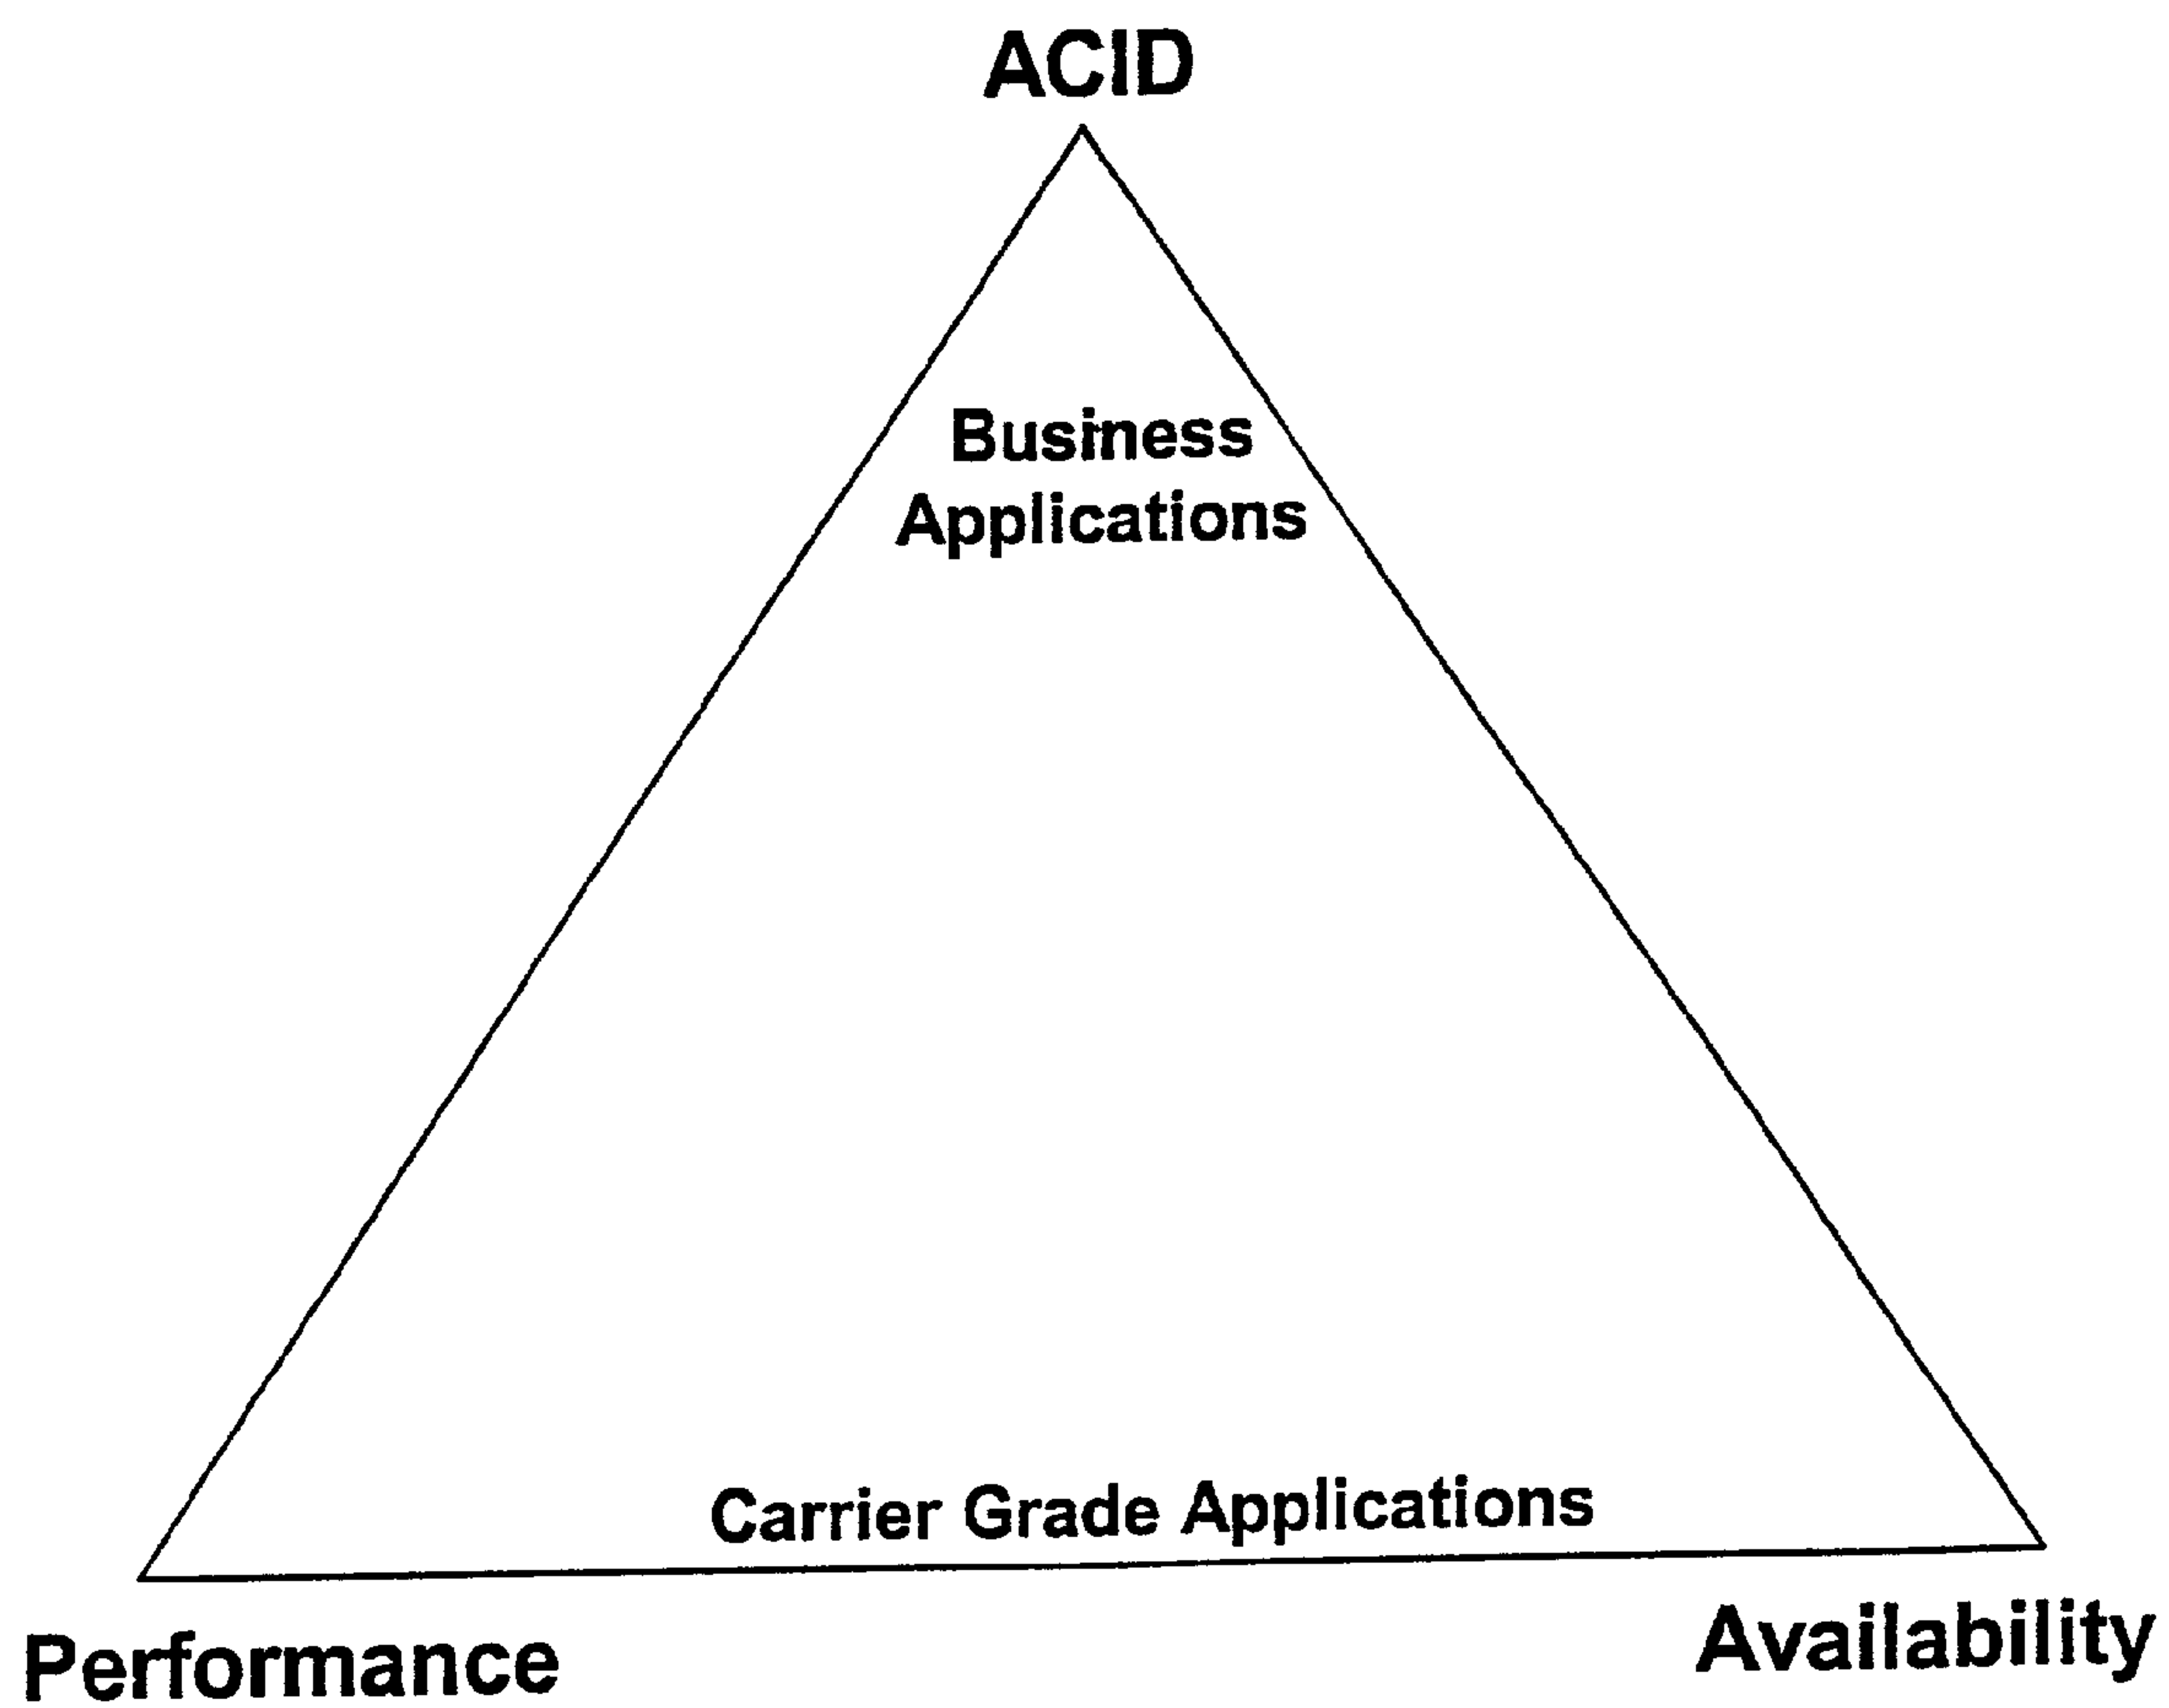 ACID
Business
Applications
Carrier Grade Applications
Performance
Availability